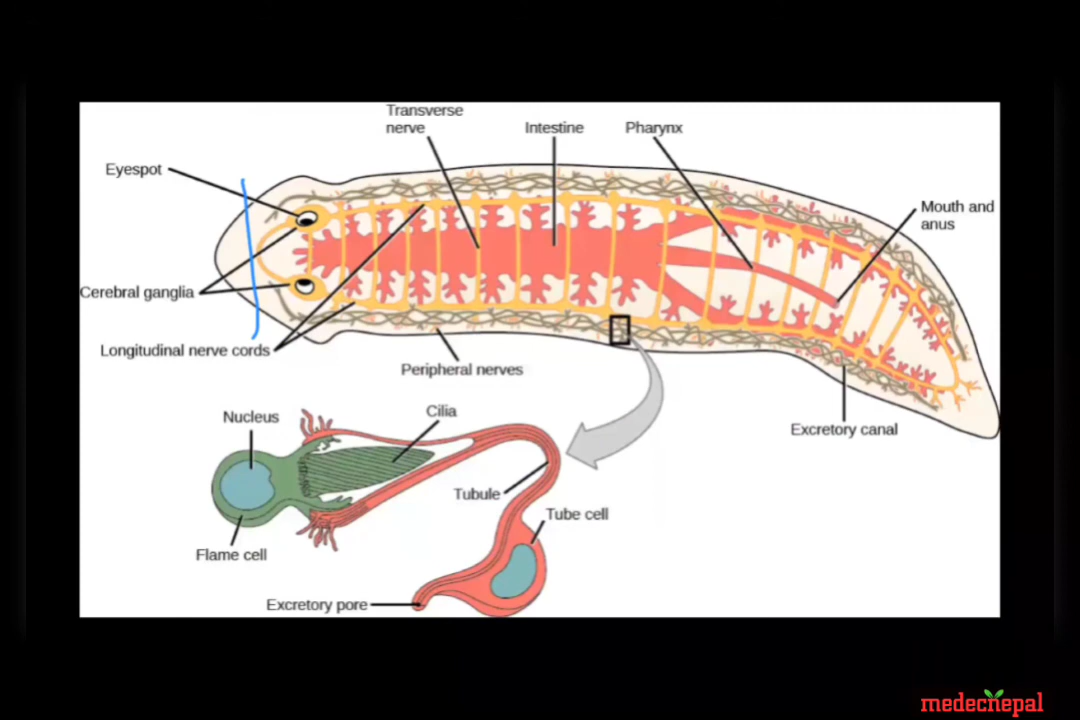 Transverse
nerve
Intestine
Pharynx
Eyespot
Mouth and
anus
Cerebral ganglia
Longitudinal nerve cords
Peripheral nerves
Excretory canal
Nucleus
Cilia
Tubule
Tube cell
Flame cell
Excretory pore
medecnepal